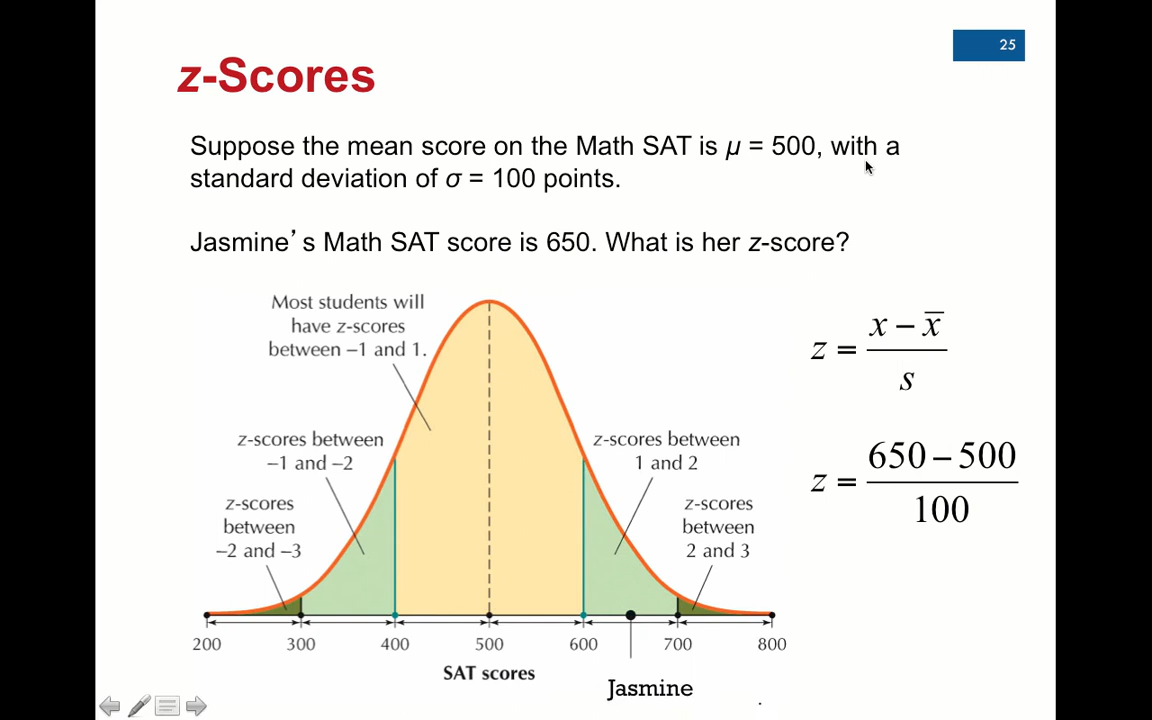 25
z-Scores
Suppose the mean score on the Math SAT is μ = 500, with a
standard deviation of σ = 100 points.
Jasmine's Math SAT score is 650. What is her z-score?
Most students will
have z-scores
between –1 and 1.
z-scores between
–1 and –2
z-scores
between
–2 and –3
z-scores between
1 and 2
z-scores
between
2 and 3
200 300 400 500 600 700 800
SAT scores
Jasmine
z = (x − x̄) / s
z = (650 − 500) / 100